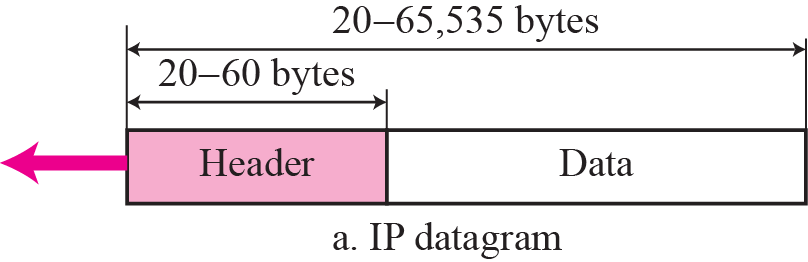 20–65,535 bytes
20–60 bytes
Header
Data
a. IP datagram